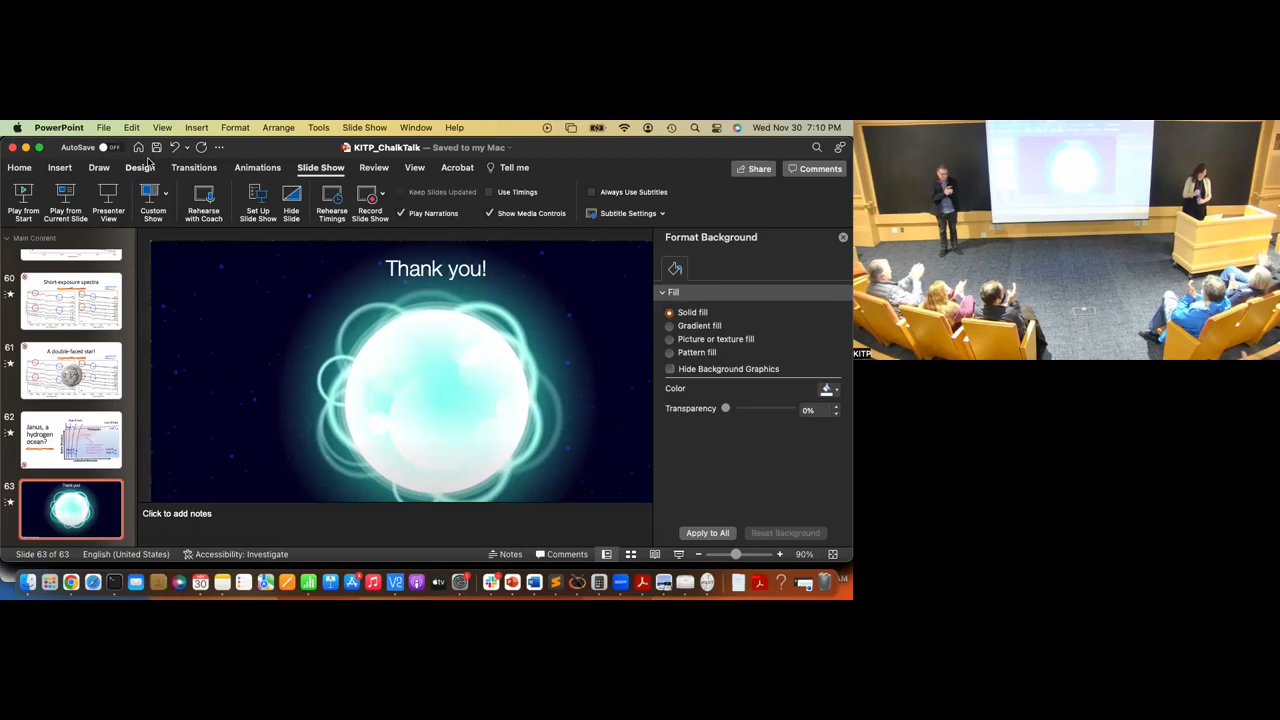 PowerPoint File Edit View Insert Format Arrange Tools Slide Show Window Help Wed Nov 30 7:10 PM
AutoSave OFF KITP_ChalkTalk — Saved to my Mac
Home Insert Draw Design Transitions Animations Slide Show Review View Acrobat Tell me Share Comments
Play from Start
Play from Current Slide
Presenter View
Custom Show
Rehearse with Coach
Set Up Slide Show
Hide Slide
Rehearse Timings
Record Slide Show
Keep Slides Updated
Use Timings
Always Use Subtitles
Play Narrations
Show Media Controls
Subtitle Settings
Main Content
60
Short-exposure spectra
61
A double-faced star!
62
Janus, a
hydrogen
ocean?
63
Thank you!
Thank you!
Click to add notes
Format Background
Fill
Solid fill
Gradient fill
Picture or texture fill
Pattern fill
Hide Background Graphics
Color
Transparency 0%
Apply to All Reset Background
Slide 63 of 63 English (United States) Accessibility: Investigate Notes Comments 90%
30
tv
zoom
AM
KITP